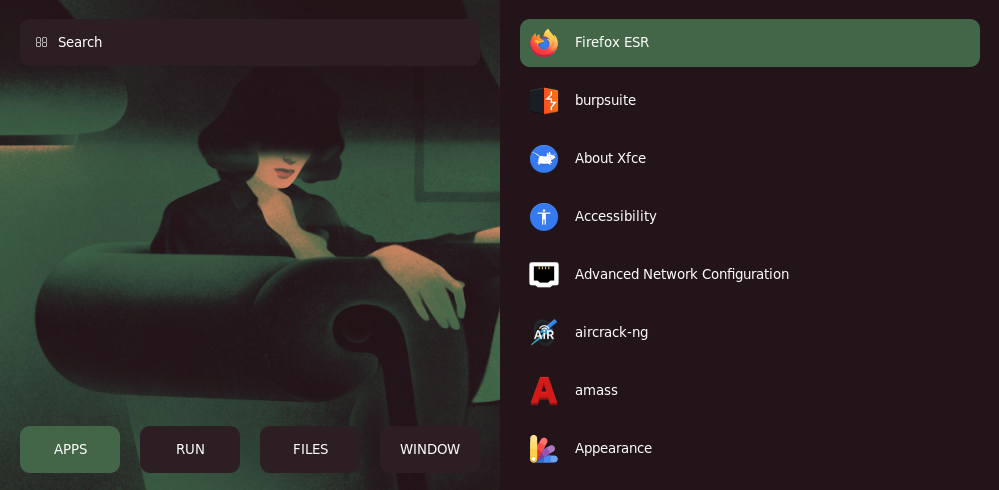 Search
APPS
RUN
FILES
WINDOW
Firefox ESR
burpsuite
About Xfce
Accessibility
Advanced Network Configuration
AIR
aircrack-ng
A
amass
Appearance